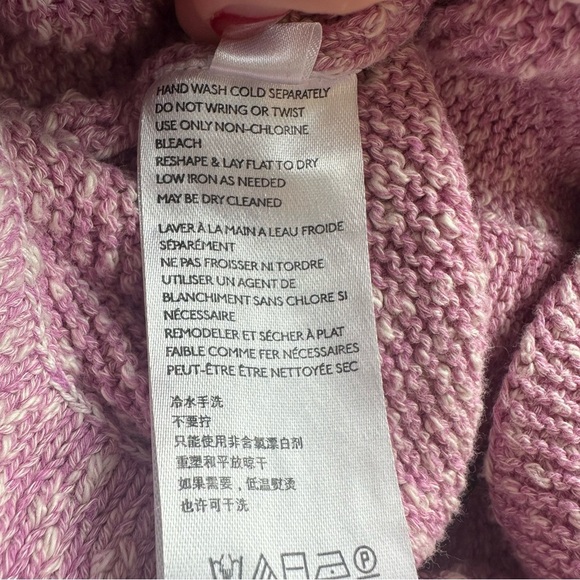 HAND WASH COLD SEPARATELY
DO NOT WRING OR TWIST
USE ONLY NON-CHLORINE
BLEACH
RESHAPE & LAY FLAT TO DRY
LOW IRON AS NEEDED
MAY BE DRY CLEANED
LAVER À LA MAIN A LEAU FROIDE
SÉPARÉMENT
NE PAS FROISSER NI TORDRE
UTILISER UN AGENT DE
BLANCHIMENT SANS CHLORE SI
NÉCESSAIRE
REMODELER ET SÉCHER À PLAT
FAIBLE COMME FER NÉCESSAIRES
PEUT-ÊTRE ÊTRE NETTOYÉE SEC
冷水手洗
不要拧
只能使用非含氯漂白剂
重塑和平放晾干
如果需要，低温熨烫
也许可干洗
P